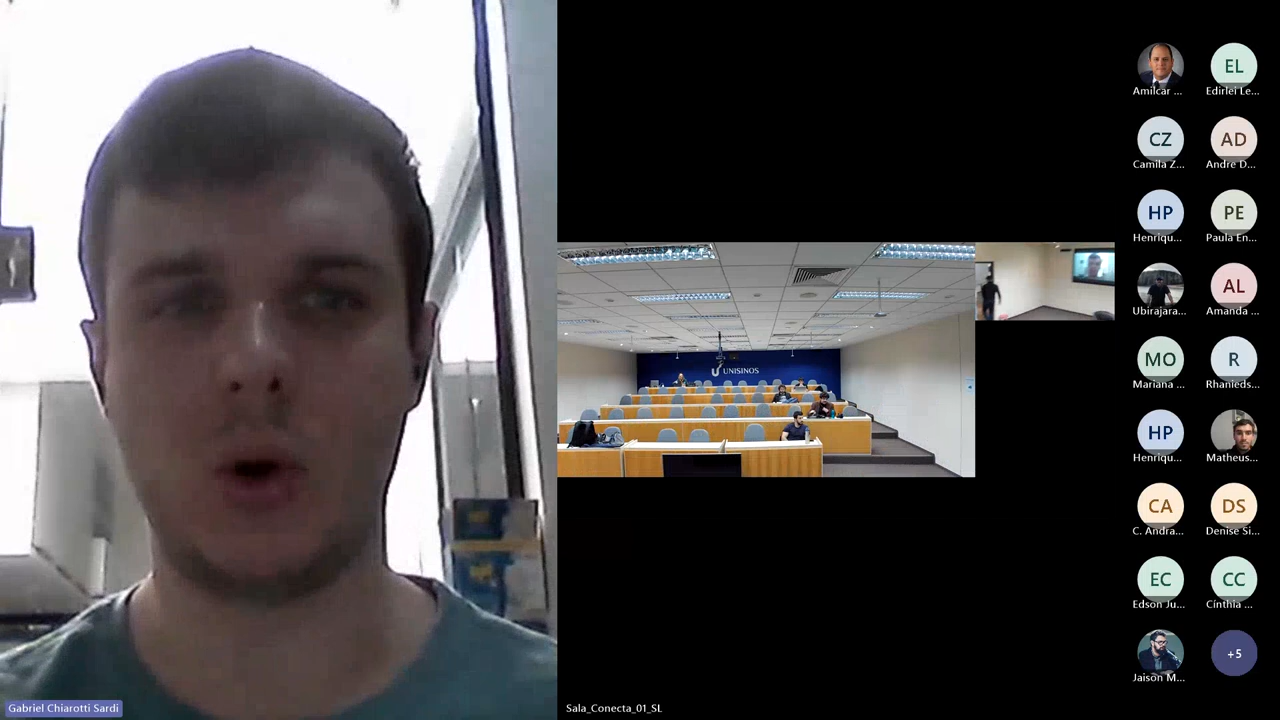 Amilcar ...
EL
Edirlei Le...
CZ
Camila Z...
AD
Andre D...
HP
Henriqu...
PE
Paula En...
Ubirajara...
AL
Amanda ...
MO
Mariana ...
R
Rhanieds...
HP
Henriqu...
Matheus...
CA
C. Andra...
DS
Denise Si...
EC
Edson Ju...
CC
Cínthia ...
Jaison M...
+5
UNISINOS
Gabriel Chiarotti Sardi
Sala_Conecta_01_SL